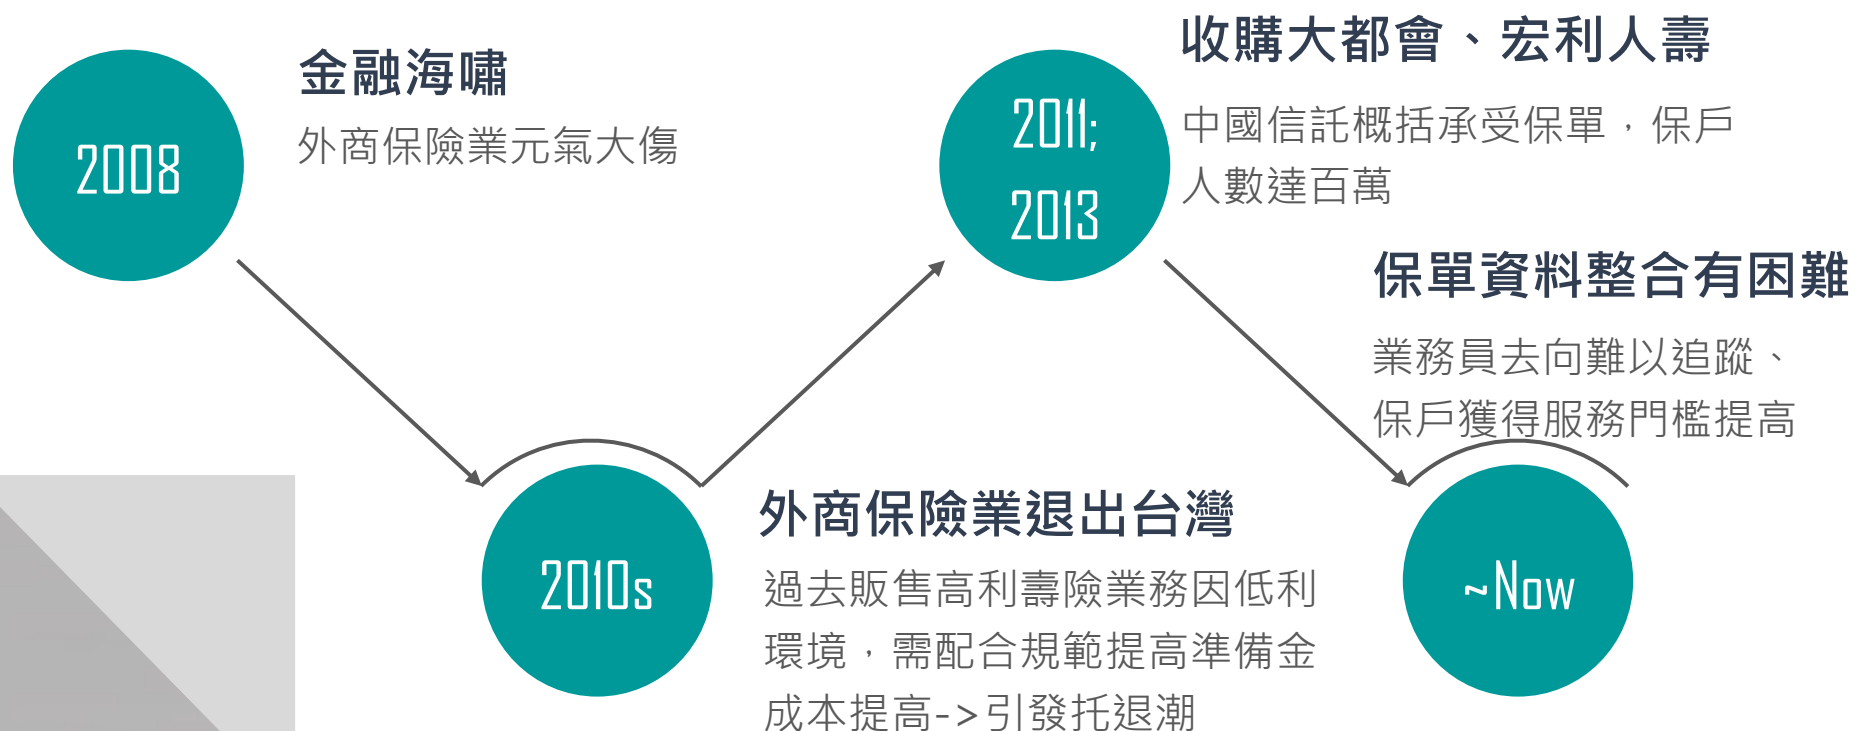 2008
金融海嘯
外商保險業元氣大傷
2010s
外商保險業退出台灣
過去販售高利壽險業務因低利
環境，需配合規範提高準備金
成本提高->引發托退潮
2011;
2013
收購大都會、宏利人壽
中國信託概括承受保單，保戶
人數達百萬
~Now
保單資料整合有困難
業務員去向難以追蹤、
保戶獲得服務門檻提高